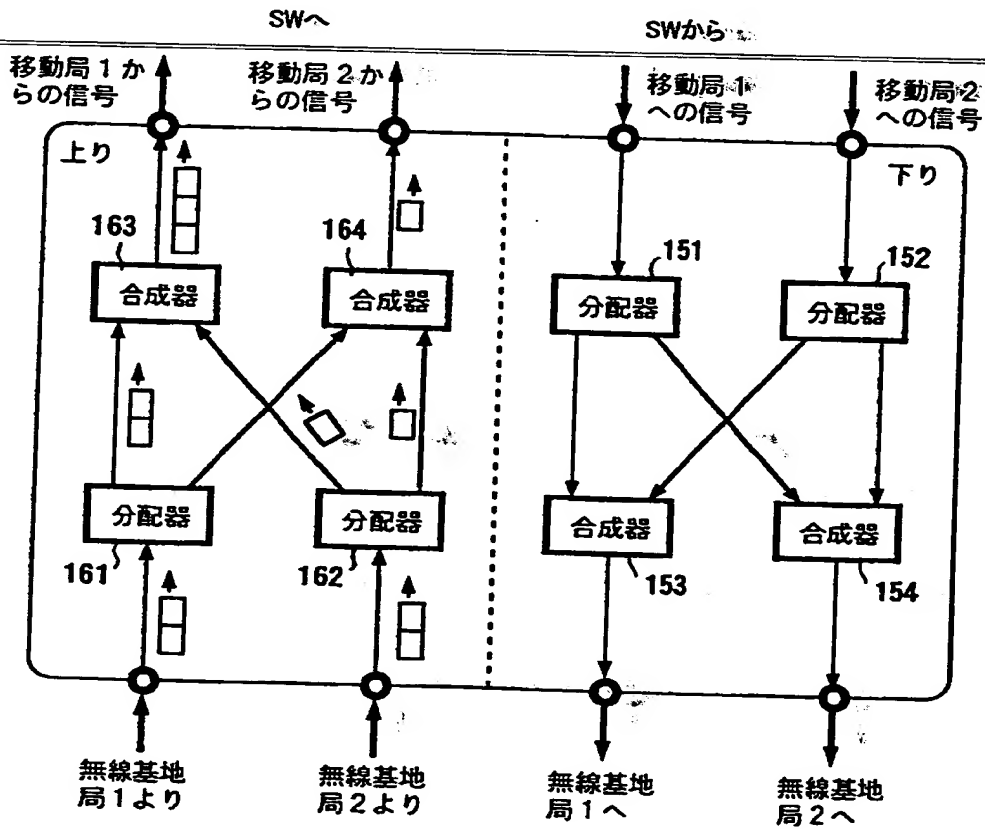 SWへ
SWから
移動局1か
らの信号
移動局2か
らの信号
移動局1
への信号
移動局2
への信号
上り
下り
163
164
151
152
合成器
合成器
分配器
分配器
分配器
分配器
合成器
合成器
161
162
153
154
無線基地
局1より
無線基地
局2より
無線基地
局1へ
無線基地
局2へ